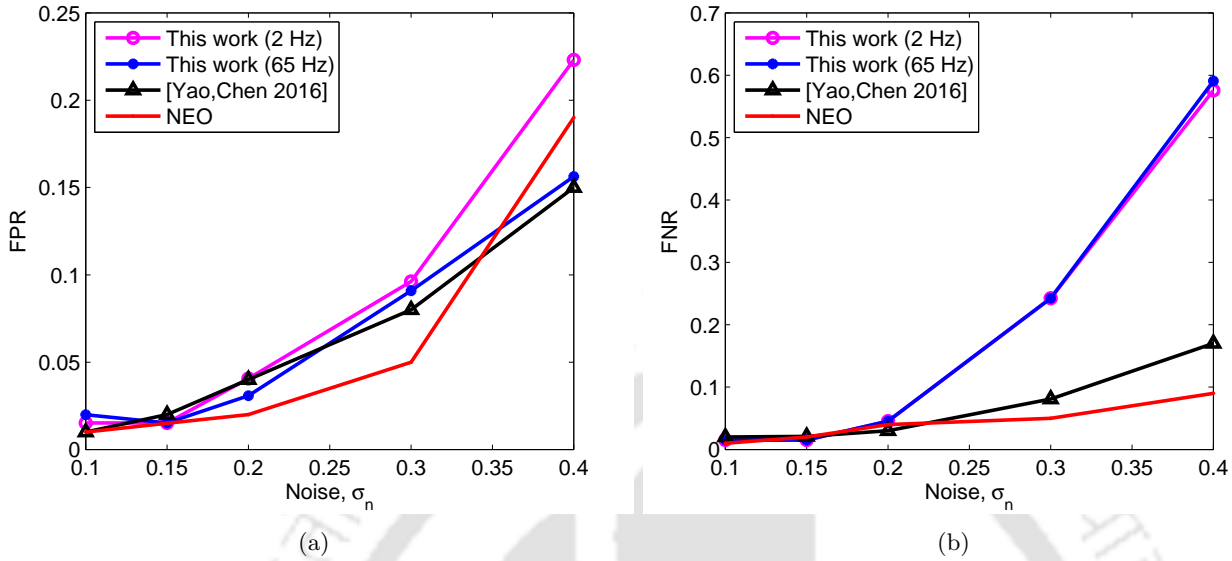 0.25
0.2
0.15
0.1
0.05
0
FPR
This work (2 Hz)
This work (65 Hz)
[Yao,Chen 2016]
NEO
0.1 0.15 0.2 0.25 0.3 0.35 0.4
Noise, σn
(a)
0.7
0.6
0.5
0.4
0.3
0.2
0.1
0
FNR
This work (2 Hz)
This work (65 Hz)
[Yao,Chen 2016]
NEO
0.1 0.15 0.2 0.25 0.3 0.35 0.4
Noise, σn
(b)